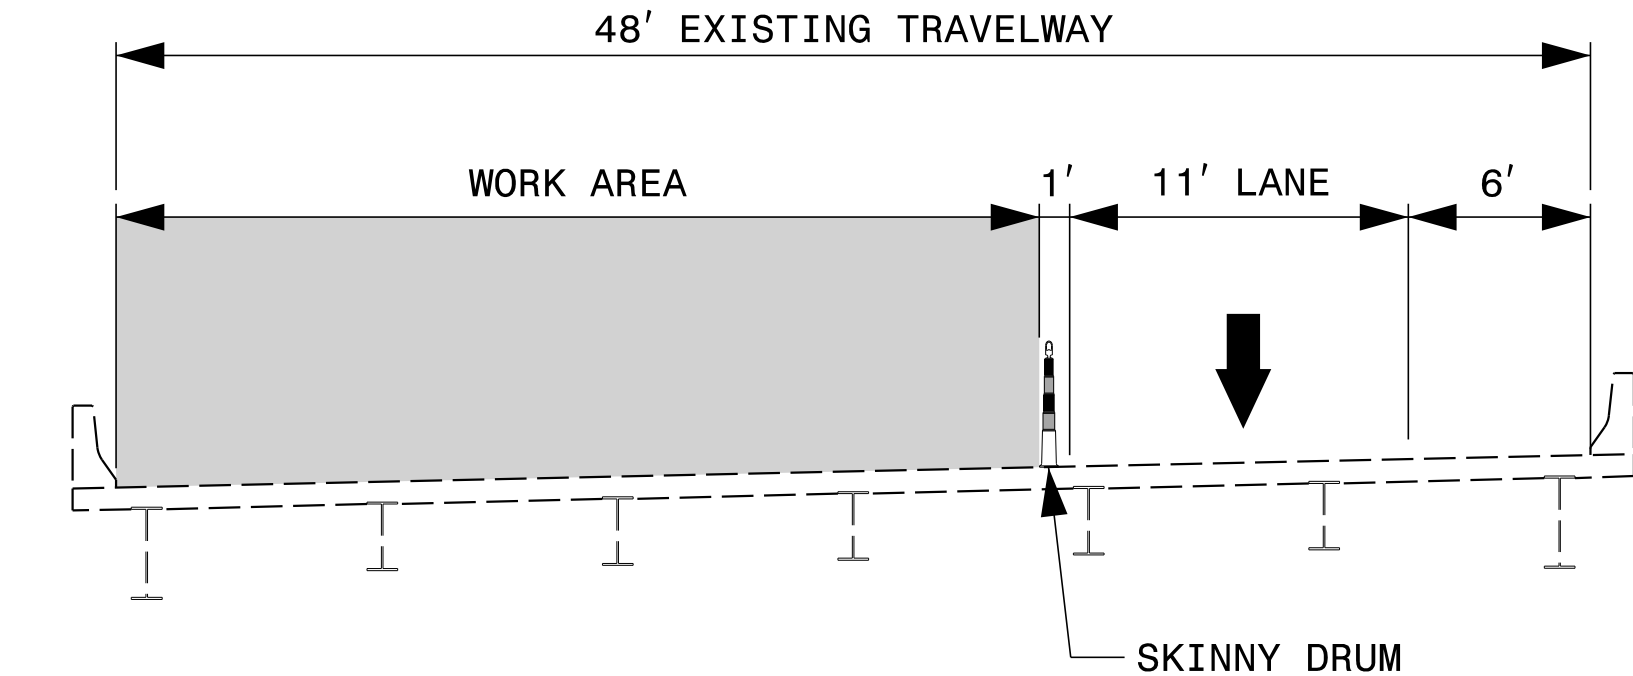 48' EXISTING TRAVELWAY
WORK AREA 1' 11' LANE 6'
SKINNY DRUM